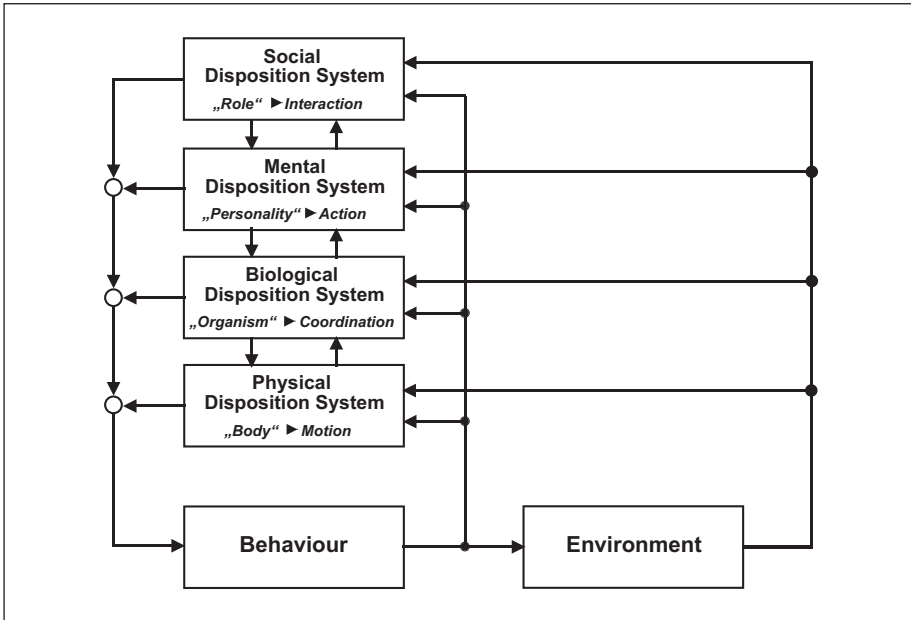 Social
Disposition System
„Role“ ►Interaction
Mental
Disposition System
„Personality“ ►Action
Biological
Disposition System
„Organism“ ►Coordination
Physical
Disposition System
„Body“ ►Motion
Behaviour
Environment